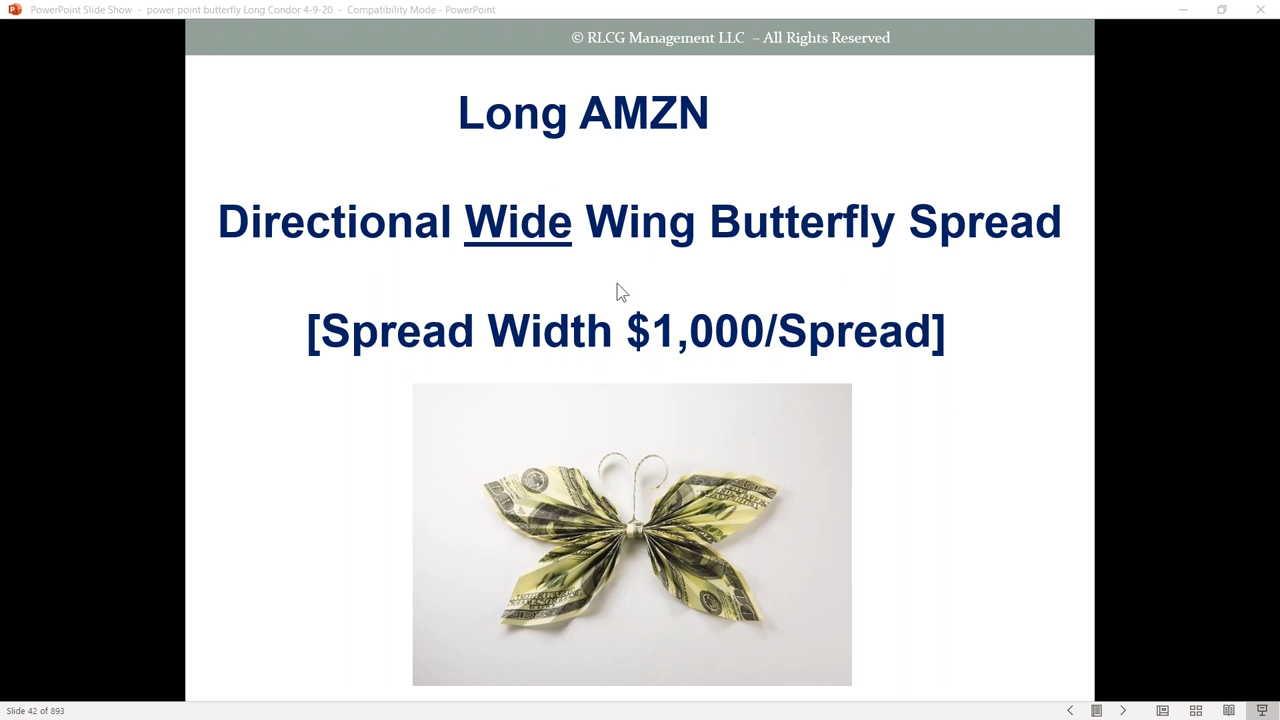 PowerPoint Slide Show - power point butterfly Long Condor 4-9-20 - Compatibility Mode - PowerPoint
© RLCG Management LLC – All Rights Reserved
Long AMZN
Directional Wide Wing Butterfly Spread
[Spread Width $1,000/Spread]
Slide 42 of 893